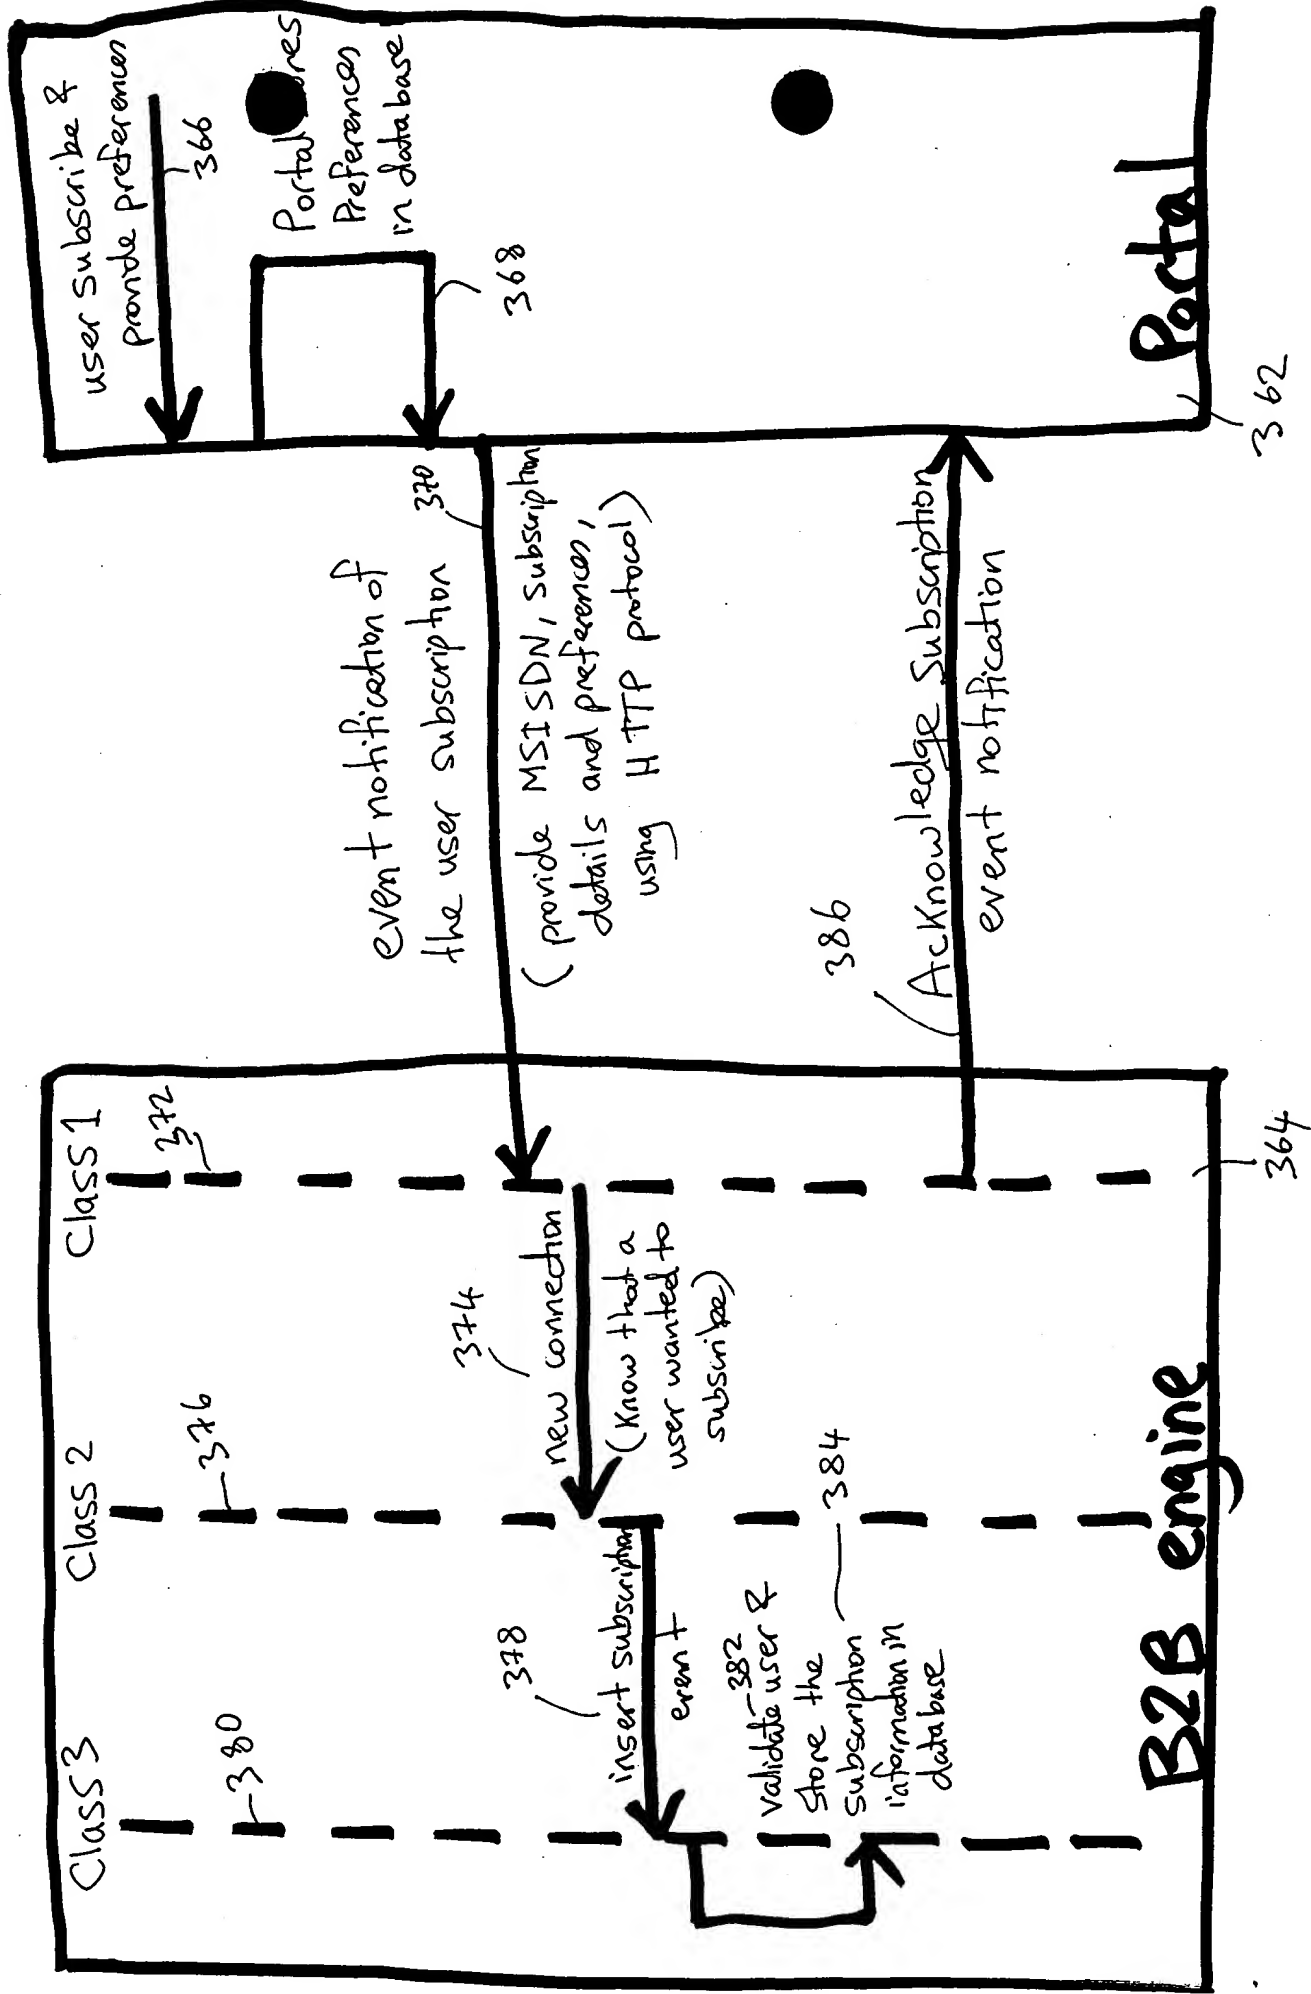 Class 3
380
Class 2
376
Class 1
372
user subscribe &
provide preferences
366
Portal
Preferences
in database
368
event notification of
the user subscription
370
(provide MSISDN, subscription
details and preferences,
using HTTP protocol)
374
new connection
(Know that a
user wanted to
subscribe)
378
insert subscription
event
validate user &
382
Store the
subscription
384
information in
database
386
Acknowledge Subscription
event notification
B2B engine
364
Portal
362